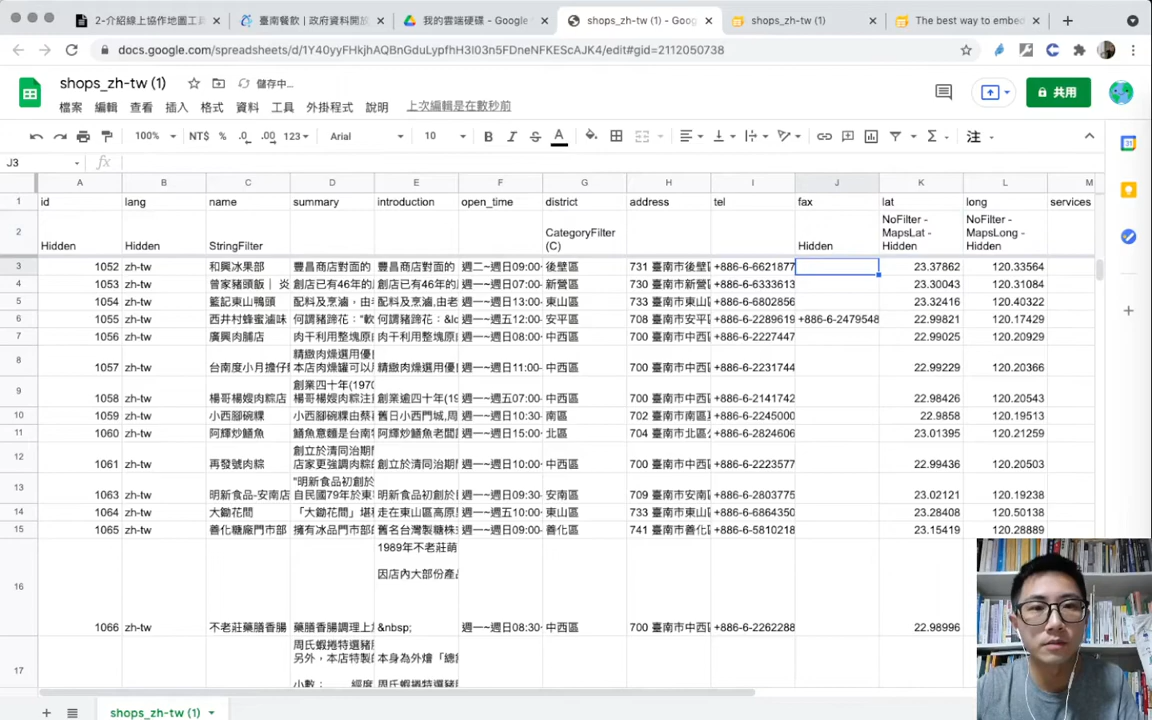 2-介紹線上協作地圖工具
臺南餐飲 | 政府資料開放
我的雲端硬碟 - Google
shops_zh-tw (1) - Goog
shops_zh-tw (1)
The best way to embed
docs.google.com/spreadsheets/d/1Y40yyFHkjhAQBnGduLypfhH3I03n5FDneNFKEScAJK4/edit#gid=2112050738
shops_zh-tw (1) 儲存中...
檔案 編輯 查看 插入 格式 資料 工具 外掛程式 說明 上次編輯是在數秒前
共用
100% NT$ % .0 .00 123 Arial 10 B I S A Σ 注
J3 fx
A B C D E F G H I J K L M
1 id lang name summary introduction open_time district address tel fax lat long services
2 Hidden Hidden StringFilter CategoryFilter (C) Hidden NoFilter - MapsLat - Hidden NoFilter - MapsLong - Hidden
3 1052 zh-tw 和興冰果部 豐昌商店對面的 豐昌商店對面的 週二~週日09:00- 後壁區 731 臺南市後壁區 +886-6-6621877 23.37862 120.33564
4 1053 zh-tw 曾家豬頭飯｜炎 創店已有46年的 創店已有46年的 週一~週日07:00- 新營區 730 臺南市新營 +886-6-6333613 23.30043 120.31084
5 1054 zh-tw 籃記東山鴨頭 配料及烹滷，由 配料及烹滷,由老 週一~週日13:00- 東山區 733 臺南市東山 +886-6-6802856 23.32416 120.40322
6 1055 zh-tw 西井村蜂蜜滷味 何謂豬蹄花："軟 何謂豬蹄花：&lo 週一~週五12:00- 安平區 708 臺南市安平區 +886-6-2289619 +886-6-2479548 22.99821 120.17429
7 1056 zh-tw 廣興肉脯店 肉干利用整塊原 肉干利用整塊原 週一~週日08:00- 中西區 700 臺南市中西 +886-6-2227447 22.99025 120.20929
8 1057 zh-tw 台南度小月擔仔 精緻肉燥選用優 本店肉燥罐可以 精緻肉燥選用優 週一~週日11:00- 中西區 700 臺南市中西 +886-6-2231744 22.99229 120.20366
9 1058 zh-tw 楊哥楊嫂肉粽店 創業四十年(1970 楊哥楊嫂肉粽注 創業逾四十年(19 週一~週五07:00- 中西區 700 臺南市中西 +886-6-2141742 22.98426 120.20543
10 1059 zh-tw 小西腳碗粿 小西腳碗粿由蔡 舊日小西門城,周 週一~週日10:30- 南區 702 臺南市南區 +886-6-2245000 22.9858 120.19513
11 1060 zh-tw 阿輝炒鱔魚 鱔魚意麵是台南 炒鱔魚阿輝老闆 週一~週日15:00- 北區 704 臺南市北區 +886-6-2824606 23.01395 120.21259
12 1061 zh-tw 再發號肉粽 創立於清同治期 店家更強調肉粽 創立於清同治期 週一~週日10:00- 中西區 700 臺南市中西 +886-6-2223577 22.99436 120.20503
13 1063 zh-tw 明新食品-安南店 "明新食品初創於 自民國79年於東 明新食品初創於 週一~週日09:30- 安南區 709 臺南市安南 +886-6-2803775 23.02121 120.19238
14 1064 zh-tw 大鋤花間 「大鋤花間」堪 走在東山區高原 週一~週五10:00- 東山區 733 臺南市東山 +886-6-6864350 23.28408 120.50138
15 1065 zh-tw 善化糖廠門市部 擁有冰品門市部 舊名台灣製糖株 週一~週日09:00- 善化區 741 臺南市善化 +886-6-5810218 23.15419 120.28889
16 1066 zh-tw 不老莊藥膳香腸 藥膳香腸調理上 1989年不老莊萌 因店內大部份產 &nbsp; 週一~週日08:30- 中西區 700 臺南市中西 +886-6-2262288 22.98996
17 周氏蝦捲特選豬 另外，本店特製 本身為外燴「總
周氏蝦捲特選豬
shops_zh-tw (1)